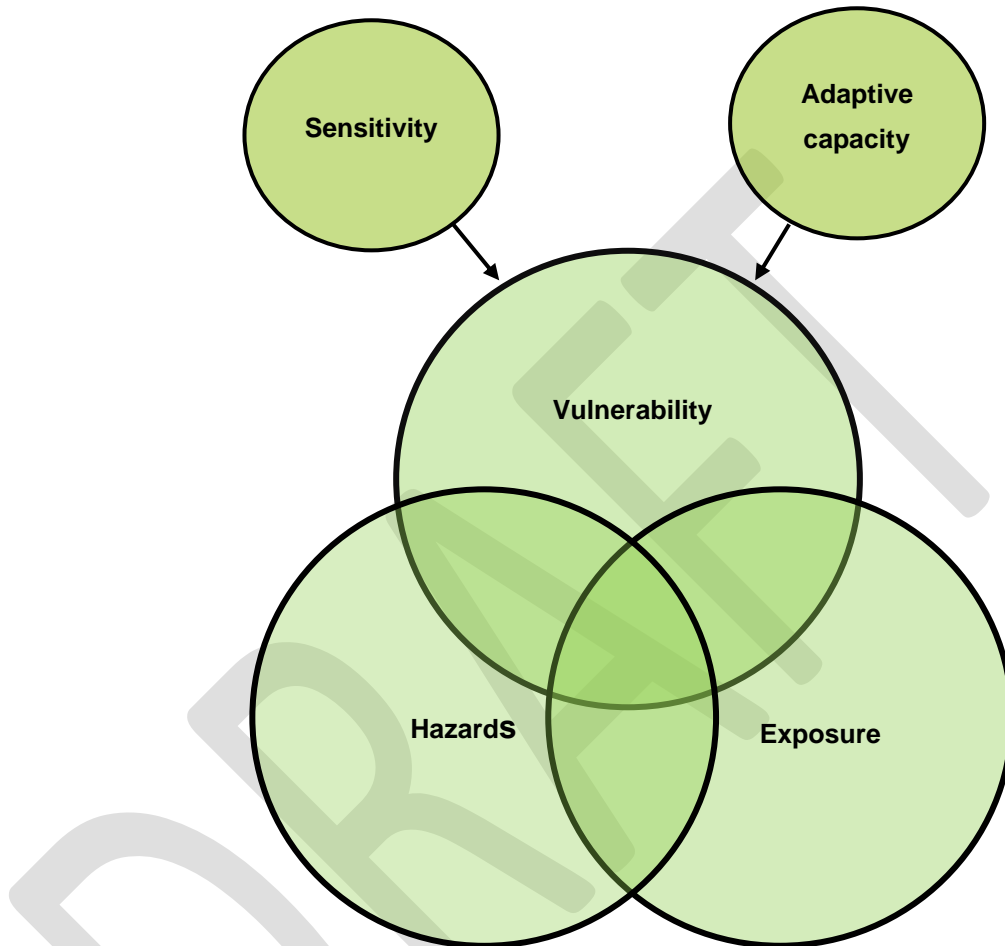 Sensitivity
Adaptive
capacity
Vulnerability
Hazards
Exposure
DRAFT